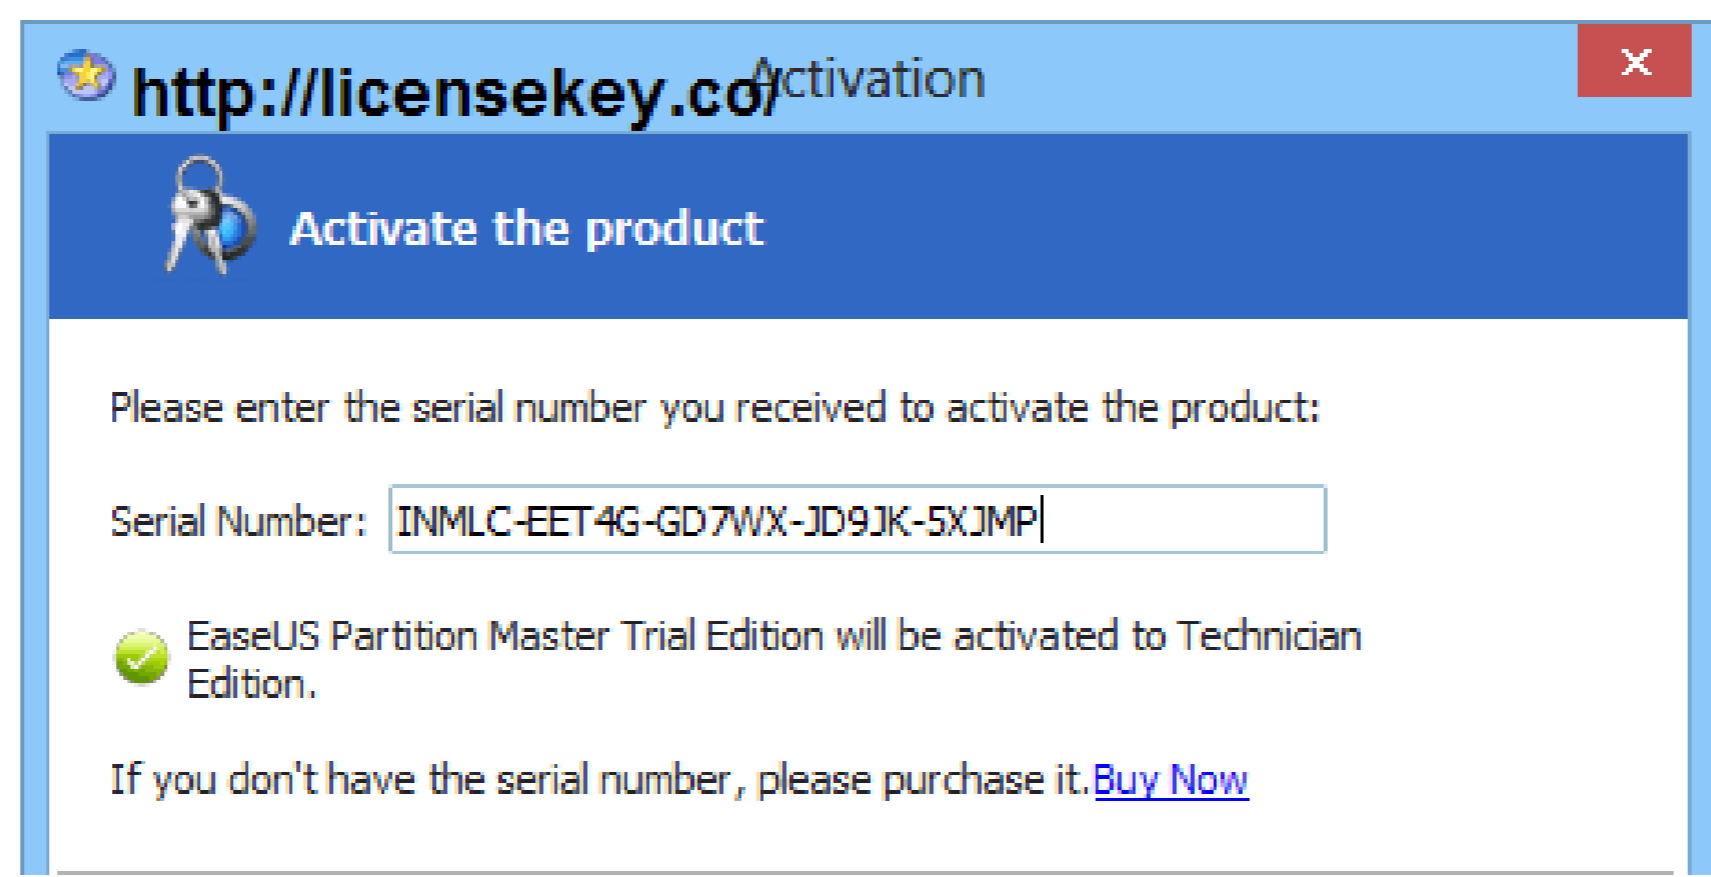 http://licensekey.co/
Activation
Activate the product
Please enter the serial number you received to activate the product:
Serial Number: INMLC-EET4G-GD7WX-JD9JK-5XJMP
EaseUS Partition Master Trial Edition will be activated to Technician
Edition.
If you don't have the serial number, please purchase it.Buy Now